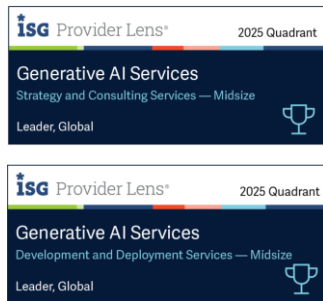 ISG Provider Lens®
2025 Quadrant
Generative AI Services
Strategy and Consulting Services — Midsize
Leader, Global
ISG Provider Lens®
2025 Quadrant
Generative AI Services
Development and Deployment Services — Midsize
Leader, Global